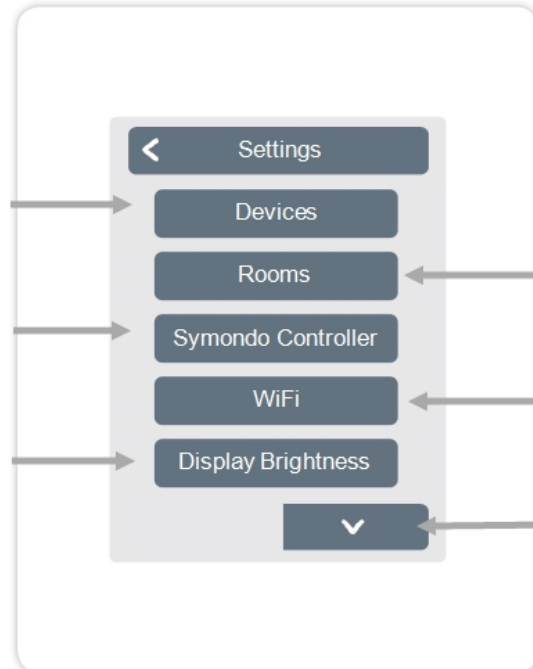 Settings
Devices
Rooms
Symondo Controller
WiFi
Display Brightness